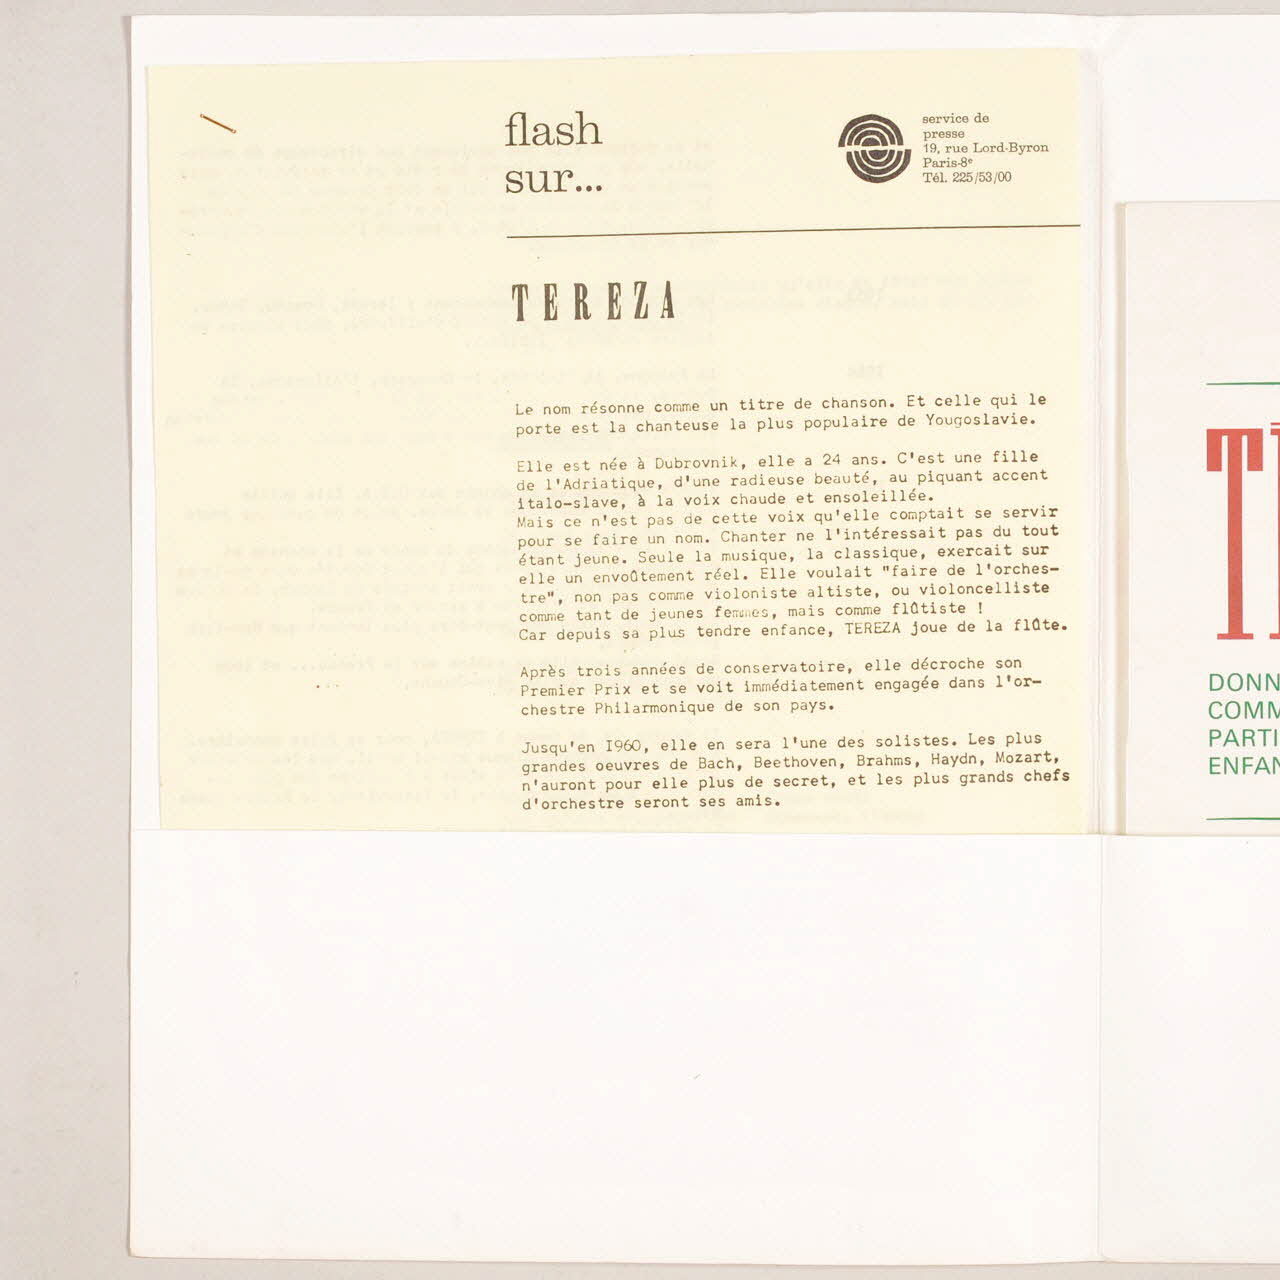 flash
sur...
service de
presse
19, rue Lord-Byron
Paris-8e
Tél. 225/53/00
TEREZA
Le nom résonne comme un titre de chanson. Et celle qui le
porte est la chanteuse la plus populaire de Yougoslavie.
Elle est née à Dubrovnik, elle a 24 ans. C'est une fille
de l'Adriatique, d'une radieuse beauté, au piquant accent
italo-slave, à la voix chaude et ensoleillée.
Mais ce n'est pas de cette voix qu'elle comptait se servir
pour se faire un nom. Chanter ne l'intéressait pas du tout
étant jeune. Seule la musique, la classique, exercait sur
elle un envoûtement réel. Elle voulait "faire de l'orches-
tre", non pas comme violoniste altiste, ou violoncelliste
comme tant de jeunes femmes, mais comme flûtiste !
Car depuis sa plus tendre enfance, TEREZA joue de la flûte.
Après trois années de conservatoire, elle décroche son
Premier Prix et se voit immédiatement engagée dans l'or-
chestre Philarmonique de son pays.
Jusqu'en I960, elle en sera l'une des solistes. Les plus
grandes oeuvres de Bach, Beethoven, Brahms, Haydn, Mozart,
n'auront pour elle plus de secret, et les plus grands chefs
d'orchestre seront ses amis.
T
DONN
COMM
PARTI
ENFAN